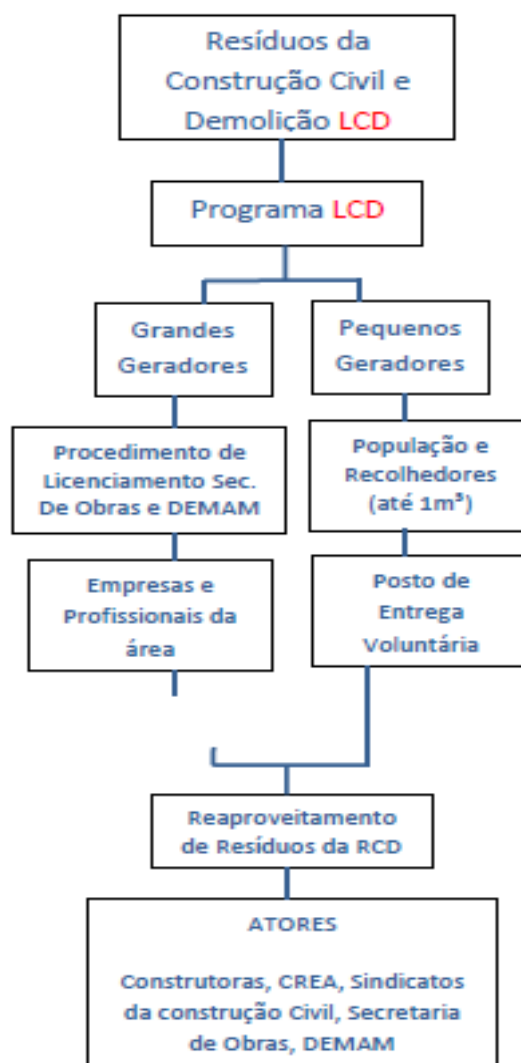 Resíduos da
Construção Civil e
Demolição LCD
Programa LCD
Grandes
Geradores
Pequenos
Geradores
Procedimento de
Licenciamento Sec.
De Obras e DEMAM
População e
Recolhedores
(até 1m³)
Empresas e
Profissionais da
área
Posto de
Entrega
Voluntária
Reaproveitamento
de Resíduos da RCD
ATORES
Construtoras, CREA, Sindicatos
da construção Civil, Secretaria
de Obras, DEMAM